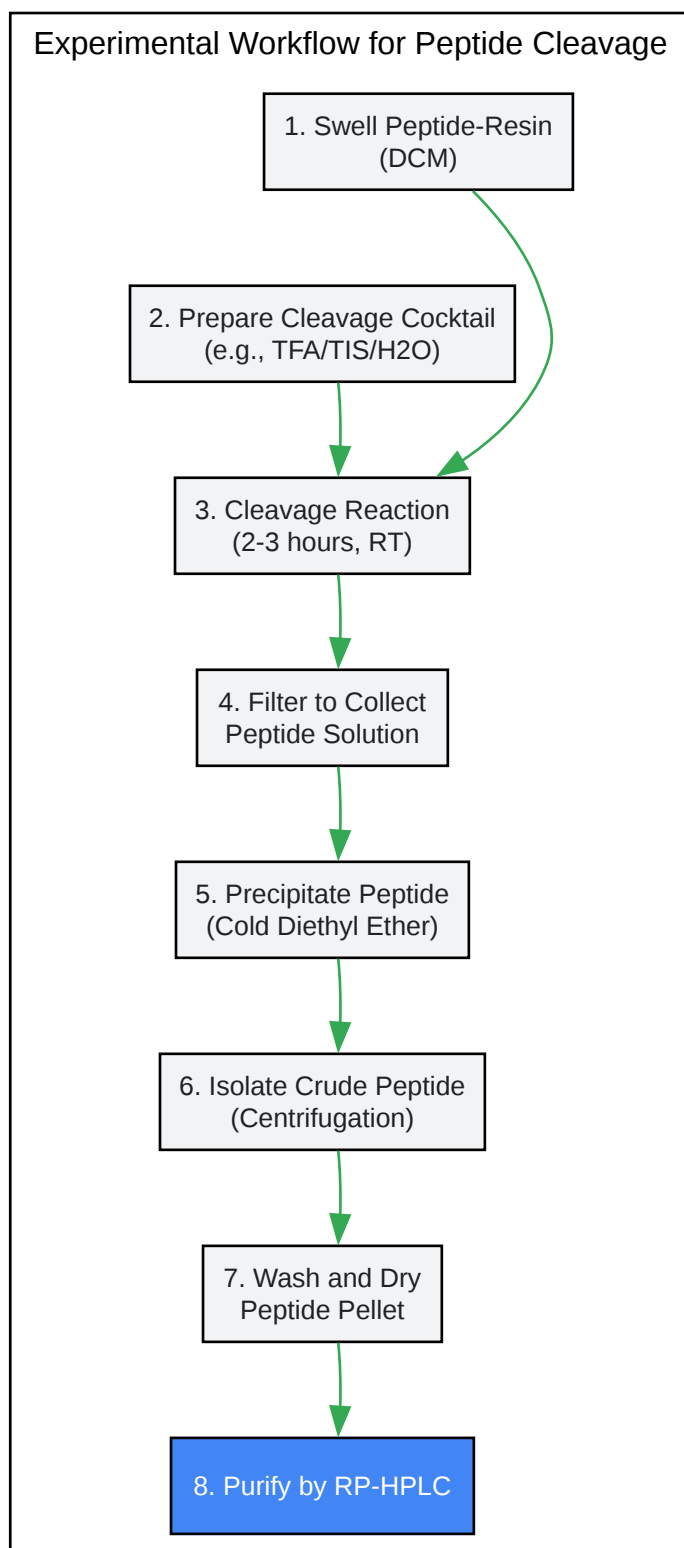 Experimental Workflow for Peptide Cleavage
1. Swell Peptide-Resin
(DCM)
2. Prepare Cleavage Cocktail
(e.g., TFA/TIS/H2O)
3. Cleavage Reaction
(2-3 hours, RT)
4. Filter to Collect
Peptide Solution
5. Precipitate Peptide
(Cold Diethyl Ether)
6. Isolate Crude Peptide
(Centrifugation)
7. Wash and Dry
Peptide Pellet
8. Purify by RP-HPLC